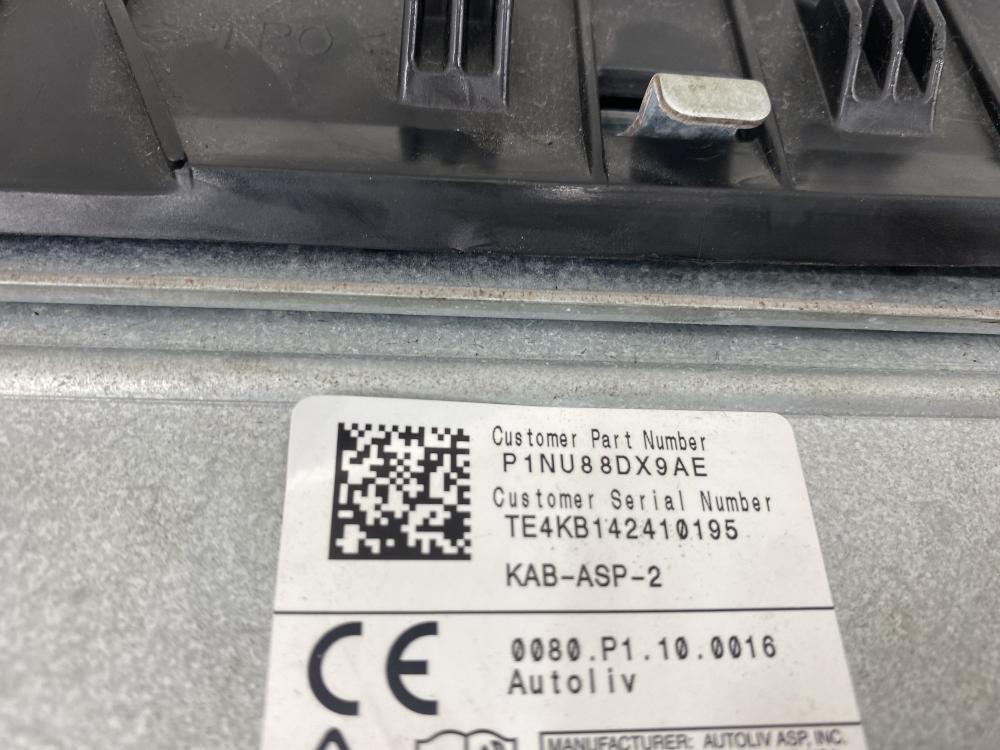 Customer Part Number
P1NU88DX9AE
Customer Serial Number
TE4KB142410195
KAB-ASP-2
CE
0080.P1.10.0016
Autoliv
MANUFACTURER: AUTOLIV ASP, INC.